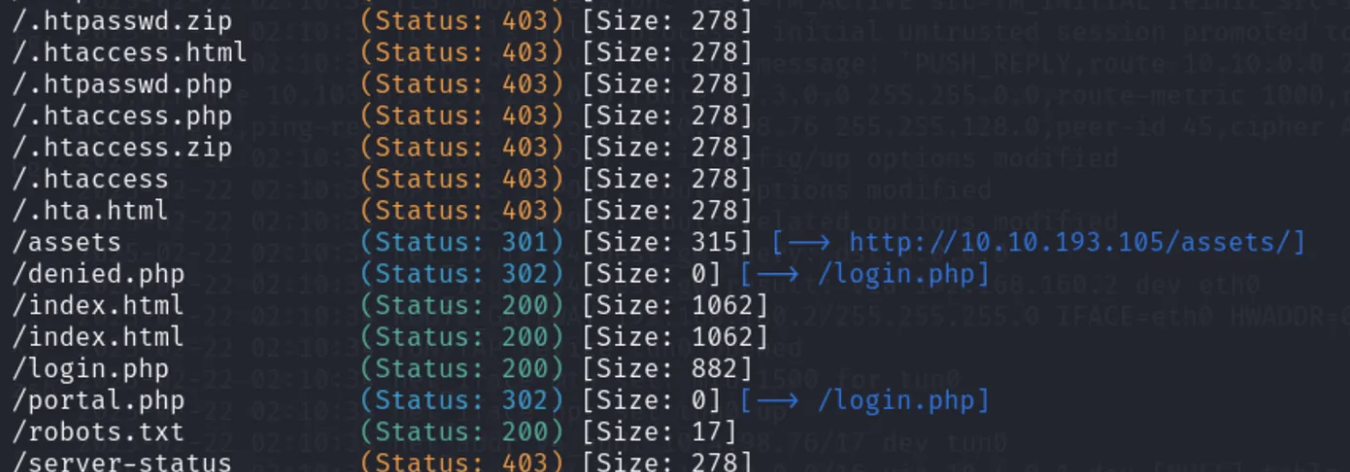 /.htpasswd.zip (Status: 403) [Size: 278]
/.htaccess.html (Status: 403) [Size: 278]
/.htpasswd.php (Status: 403) [Size: 278]
/.htaccess.php (Status: 403) [Size: 278]
/.htaccess.zip (Status: 403) [Size: 278]
/.htaccess (Status: 403) [Size: 278]
/.hta.html (Status: 403) [Size: 278]
/assets (Status: 301) [Size: 315] [--> http://10.10.193.105/assets/]
/denied.php (Status: 302) [Size: 0] [--> /login.php]
/index.html (Status: 200) [Size: 1062]
/index.html (Status: 200) [Size: 1062]
/login.php (Status: 200) [Size: 882]
/portal.php (Status: 302) [Size: 0] [--> /login.php]
/robots.txt (Status: 200) [Size: 17]
/server-status (Status: 403) [Size: 278]